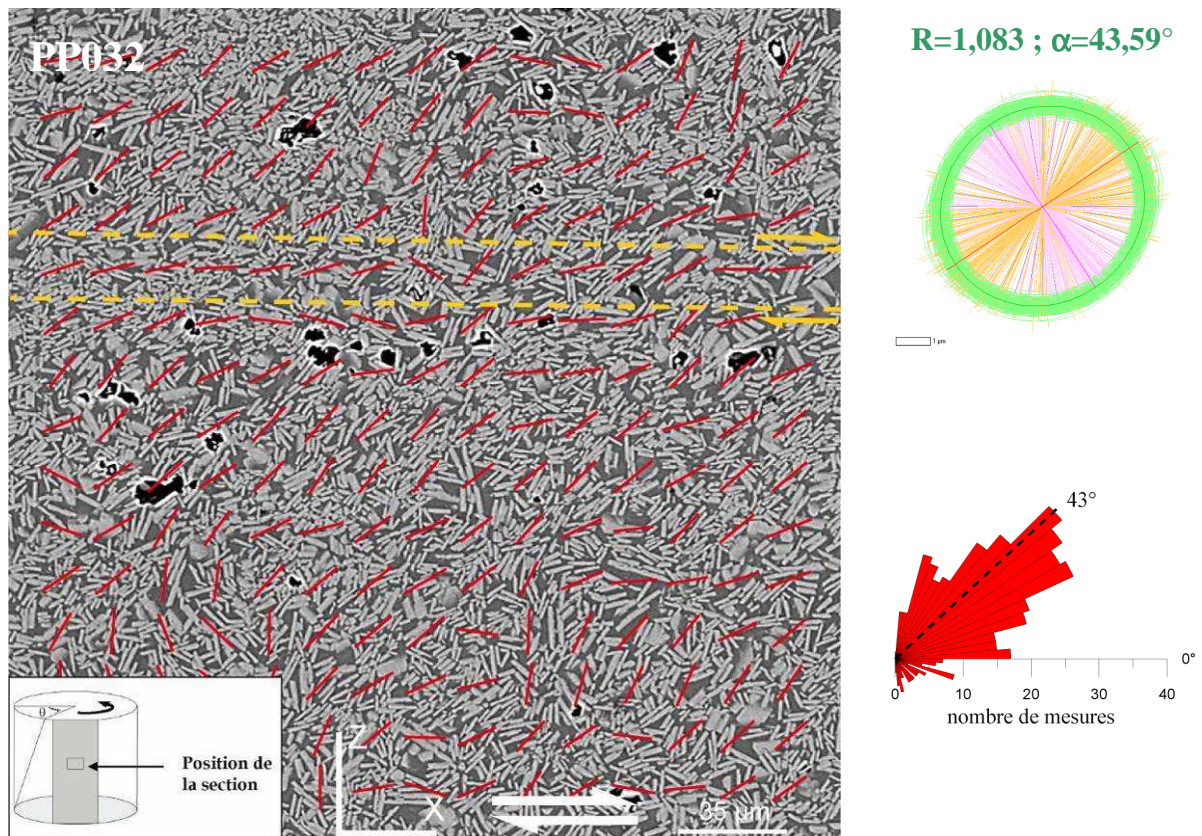 PP032
R=1,083 ; α=43,59°
1 µm
43°
0°
0 10 20 30 40
nombre de mesures
θ
Position de
la section
Z
X
35 µm